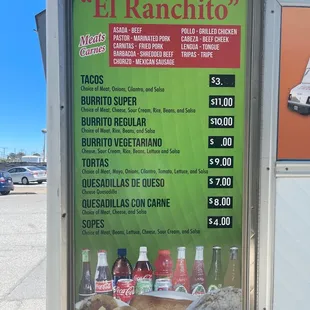 "El Ranchito"
Meats
Carnes
ASADA - BEEF
PASTOR - MARINATED PORK
CARNITAS - FRIED PORK
BARBACOA - SHREDDED BEEF
CHORIZO - MEXICAN SAUSAGE
POLLO - GRILLED CHICKEN
CABEZA - BEEF CHEEK
LENGUA - TONGUE
TRIPAS - TRIPE
TACOS $3.
Choice of Meat, Onions, Cilantro, and Salsa
BURRITO SUPER $11.00
Choice of Meat, Cheese, Sour Cream, Rice, Beans, and Salsa
BURRITO REGULAR $10.00
Choice of Meat, Rice, Beans, and Salsa
BURRITO VEGETARIANO $ .00
Cheese, Sour Cream, Rice, Beans, Lettuce and Salsa
TORTAS $9.00
Choice of Meat, Mayo, Onions, Cilantro, Tomato, Lettuce, and Salsa
QUESADILLAS DE QUESO $7.00
Cheese Quesadilla
QUESADILLAS CON CARNE $8.00
Choice of Meat, Cheese, and Salsa
SOPES $4.00
Choice of Meat, Beans, Lettuce, Cheese, Sour Cream, and Salsa
Coca-Cola